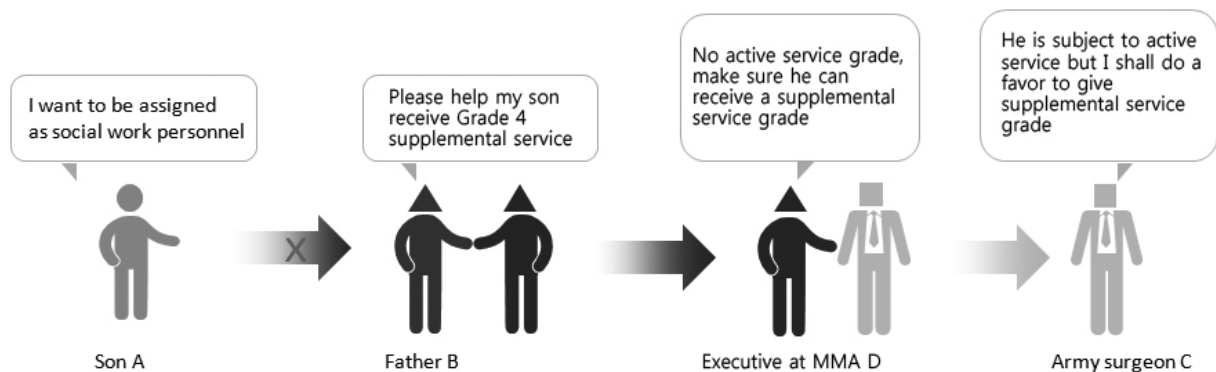 I want to be assigned
as social work personnel
Please help my son
receive Grade 4
supplemental service
No active service grade,
make sure he can
receive a supplemental
service grade
He is subject to active
service but I shall do a
favor to give
supplemental service
grade
X
Son A
Father B
Executive at MMA D
Army surgeon C